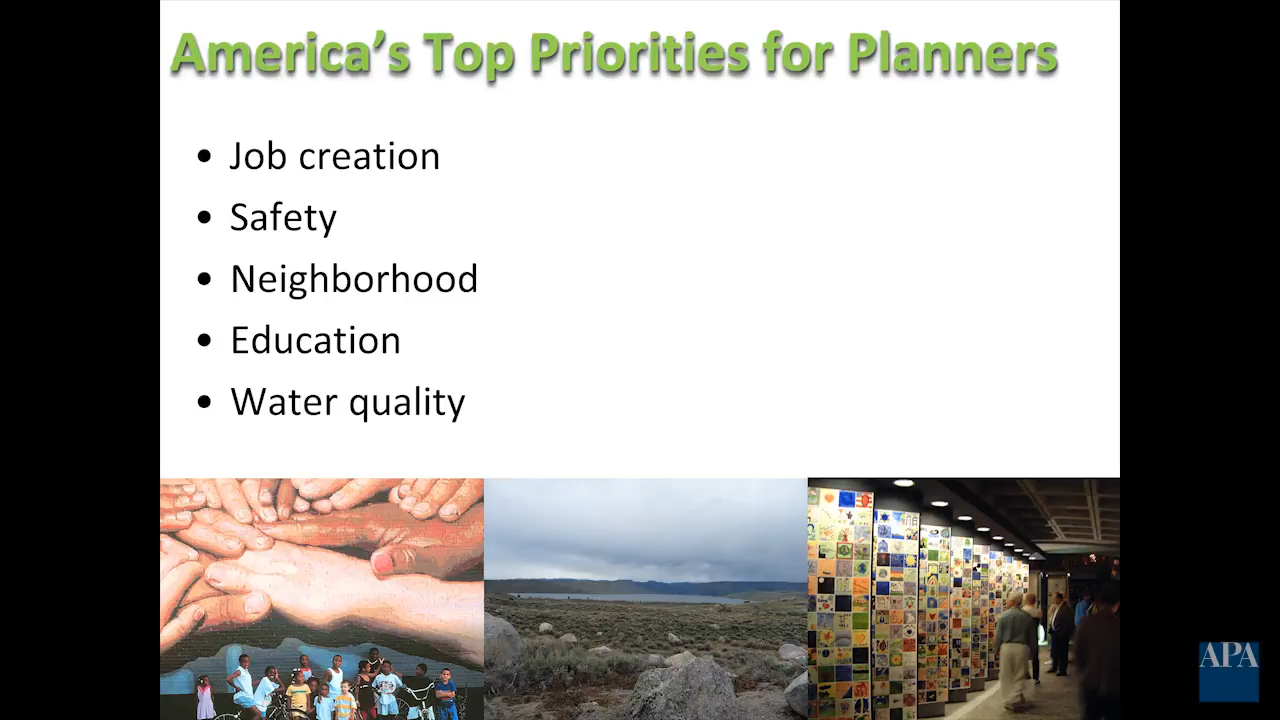 America's Top Priorities for Planners
• Job creation
• Safety
• Neighborhood
• Education
• Water quality
APA